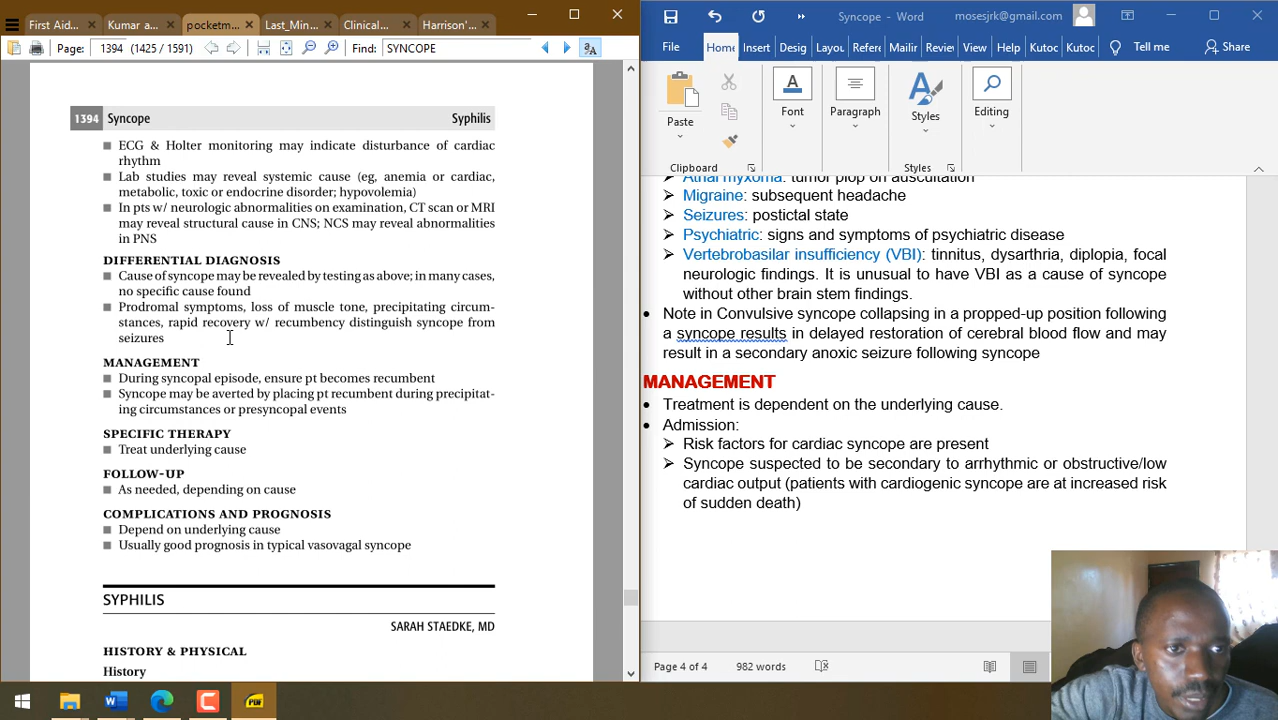 First Aid... Kumar a... pocketm... Last_Min... Clinical... Harrison'...
Page: 1394 (1425 / 1591) Find: SYNCOPE
1394 Syncope Syphilis
■ ECG & Holter monitoring may indicate disturbance of cardiac
rhythm
■ Lab studies may reveal systemic cause (eg, anemia or cardiac,
metabolic, toxic or endocrine disorder; hypovolemia)
■ In pts w/ neurologic abnormalities on examination, CT scan or MRI
may reveal structural cause in CNS; NCS may reveal abnormalities
in PNS
DIFFERENTIAL DIAGNOSIS
■ Cause of syncope may be revealed by testing as above; in many cases,
no specific cause found
■ Prodromal symptoms, loss of muscle tone, precipitating circum-
stances, rapid recovery w/ recumbency distinguish syncope from
seizures
MANAGEMENT
■ During syncopal episode, ensure pt becomes recumbent
■ Syncope may be averted by placing pt recumbent during precipitat-
ing circumstances or presyncopal events
SPECIFIC THERAPY
■ Treat underlying cause
FOLLOW-UP
■ As needed, depending on cause
COMPLICATIONS AND PROGNOSIS
■ Depend on underlying cause
■ Usually good prognosis in typical vasovagal syncope
SYPHILIS
SARAH STAEDKE, MD
HISTORY & PHYSICAL
History
Syncope - Word mosesjrk@gmail.com
File Home Insert Desig Layou Refere Mailir Review View Help Kutoc Kutoc Tell me Share
Paste Font Paragraph Styles Editing
Clipboard Styles
➢ Atrial myxoma: tumor plop on auscultation
➢ Migraine: subsequent headache
➢ Seizures: postictal state
➢ Psychiatric: signs and symptoms of psychiatric disease
➢ Vertebrobasilar insufficiency (VBI): tinnitus, dysarthria, diplopia, focal
neurologic findings. It is unusual to have VBI as a cause of syncope
without other brain stem findings.
• Note in Convulsive syncope collapsing in a propped-up position following
a syncope results in delayed restoration of cerebral blood flow and may
result in a secondary anoxic seizure following syncope
MANAGEMENT
• Treatment is dependent on the underlying cause.
• Admission:
➢ Risk factors for cardiac syncope are present
➢ Syncope suspected to be secondary to arrhythmic or obstructive/low
cardiac output (patients with cardiogenic syncope are at increased risk
of sudden death)
Page 4 of 4 982 words
PDF